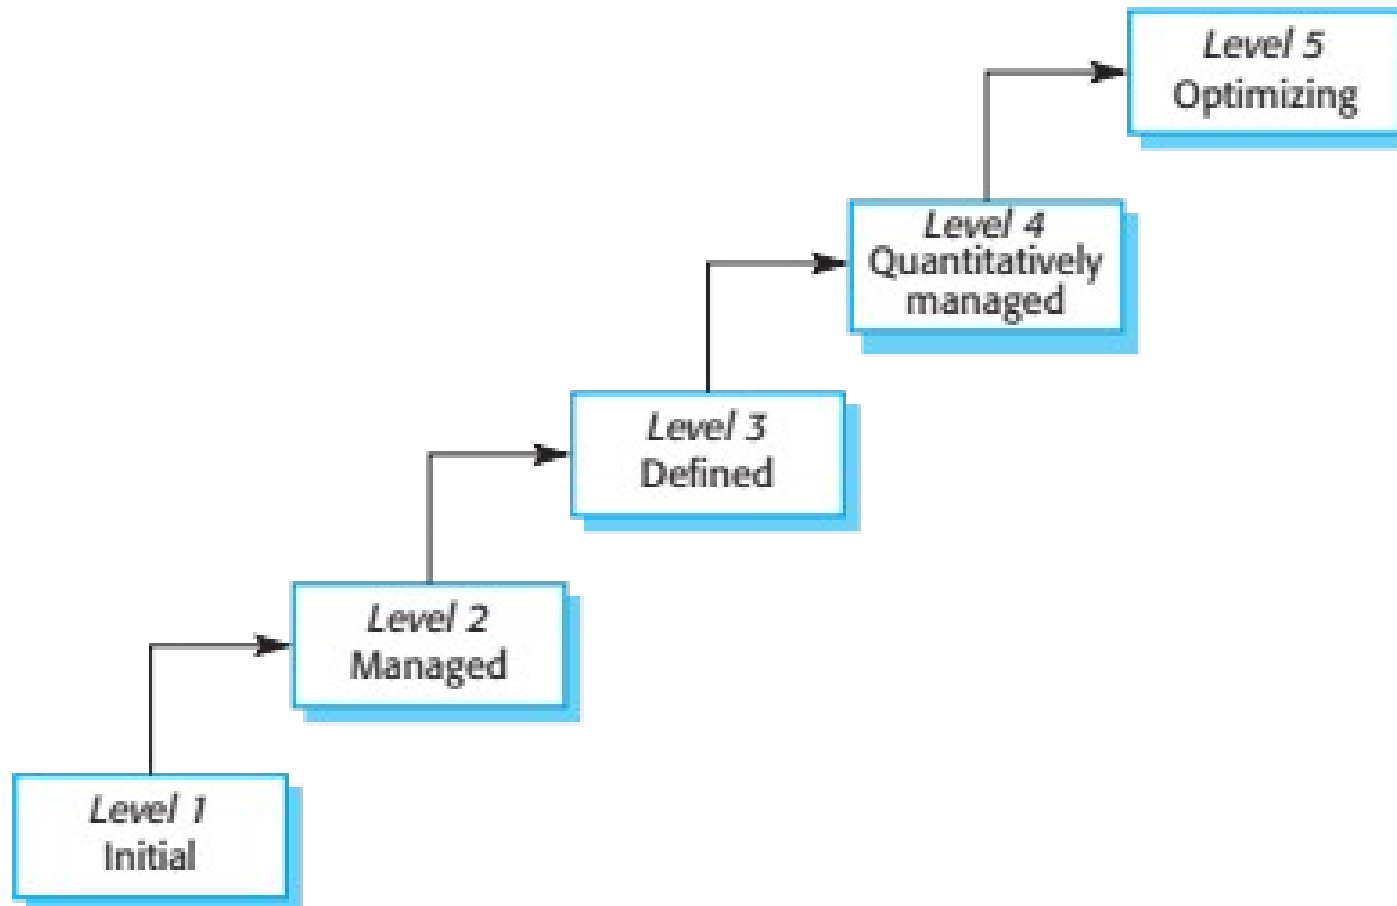 Level 5
Optimizing
Level 4
Quantitatively
managed
Level 3
Defined
Level 2
Managed
Level 1
Initial